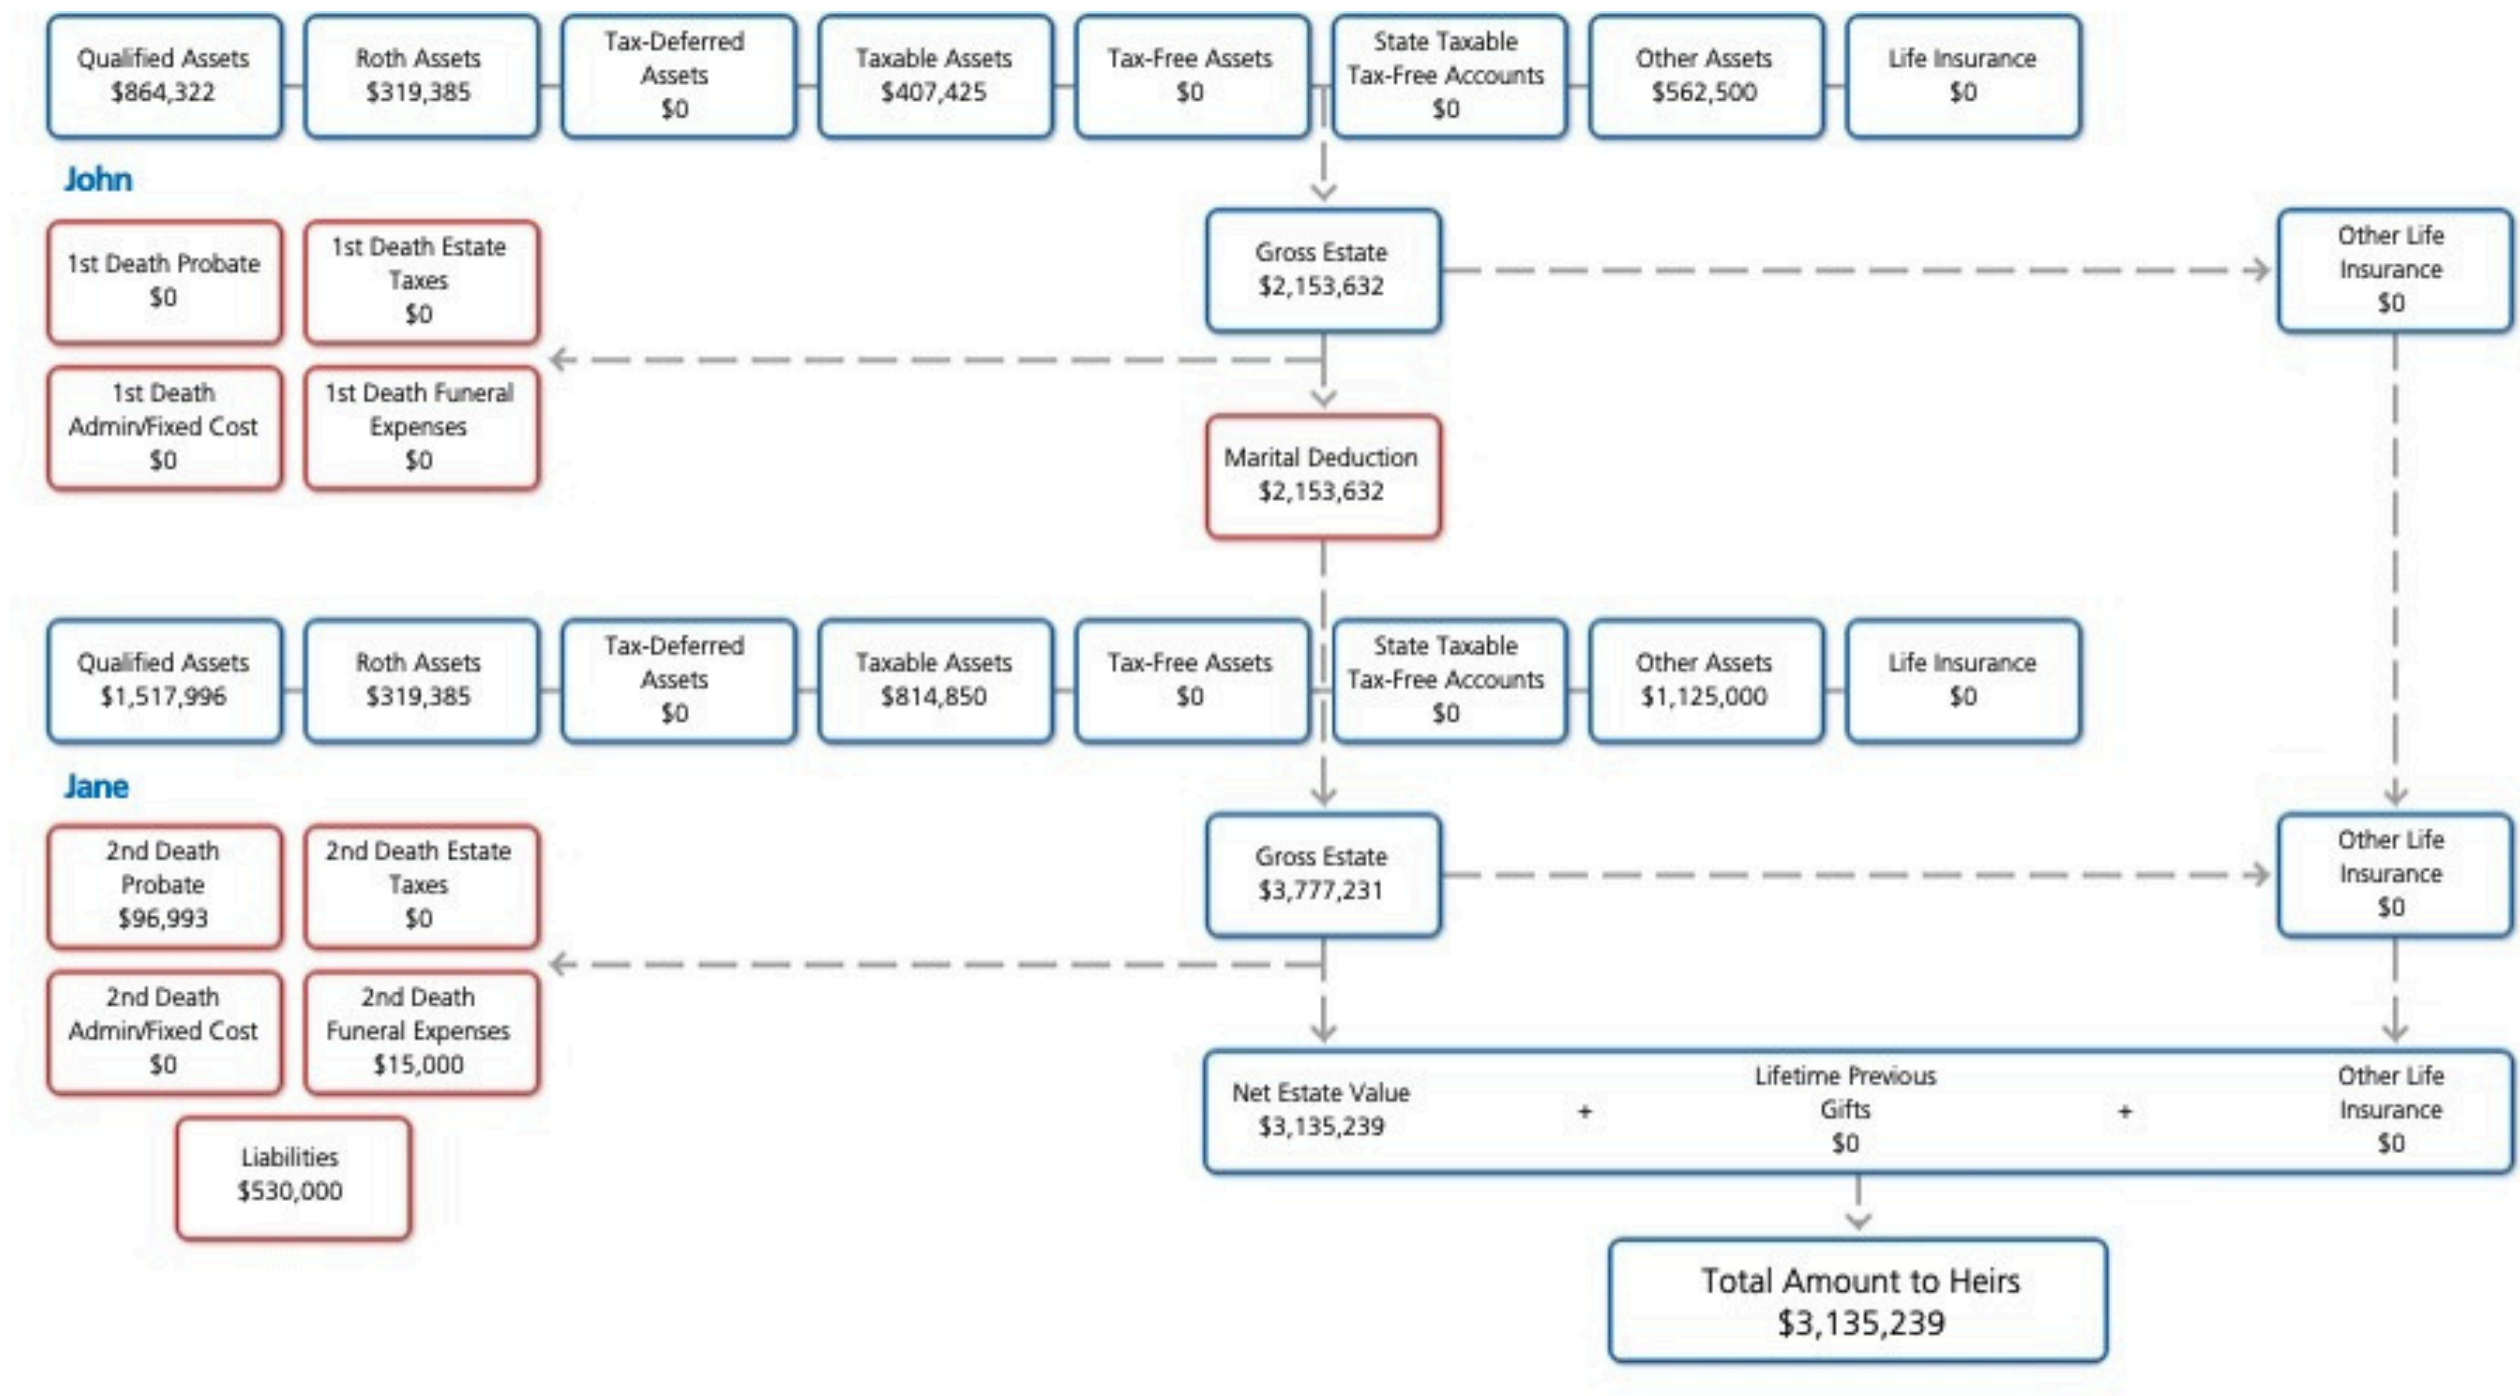 Qualified Assets
$864,322
Roth Assets
$319,385
Tax-Deferred
Assets
$0
Taxable Assets
$407,425
Tax-Free Assets
$0
State Taxable
Tax-Free Accounts
$0
Other Assets
$562,500
Life Insurance
$0
John
1st Death Probate
$0
1st Death Estate
Taxes
$0
Gross Estate
$2,153,632
Other Life
Insurance
$0
1st Death
Admin/Fixed Cost
$0
1st Death Funeral
Expenses
$0
Marital Deduction
$2,153,632
Qualified Assets
$1,517,996
Roth Assets
$319,385
Tax-Deferred
Assets
$0
Taxable Assets
$814,850
Tax-Free Assets
$0
State Taxable
Tax-Free Accounts
$0
Other Assets
$1,125,000
Life Insurance
$0
Jane
2nd Death
Probate
$96,993
2nd Death Estate
Taxes
$0
Gross Estate
$3,777,231
Other Life
Insurance
$0
2nd Death
Admin/Fixed Cost
$0
2nd Death
Funeral Expenses
$15,000
Net Estate Value
$3,135,239
+
Lifetime Previous
Gifts
$0
+
Other Life
Insurance
$0
Liabilities
$530,000
Total Amount to Heirs
$3,135,239